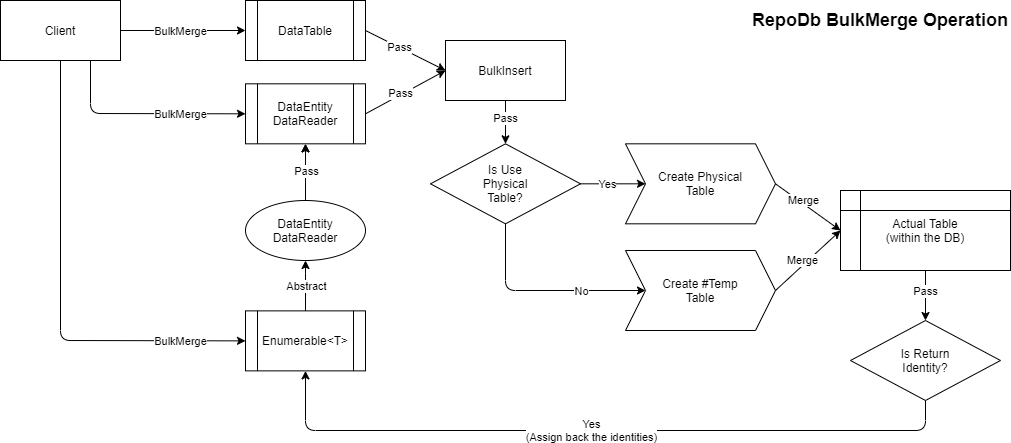 RepoDb BulkMerge Operation
Client
BulkMerge
DataTable
Pass
BulkInsert
Pass
BulkMerge
DataEntity
DataReader
Pass
Pass
Is Use
Physical
Table?
Yes
Create Physical
Table
Merge
DataEntity
DataReader
Actual Table
(within the DB)
Merge
Abstract
No
Create #Temp
Table
Pass
BulkMerge
Enumerable<T>
Is Return
Identity?
Yes
(Assign back the identities)